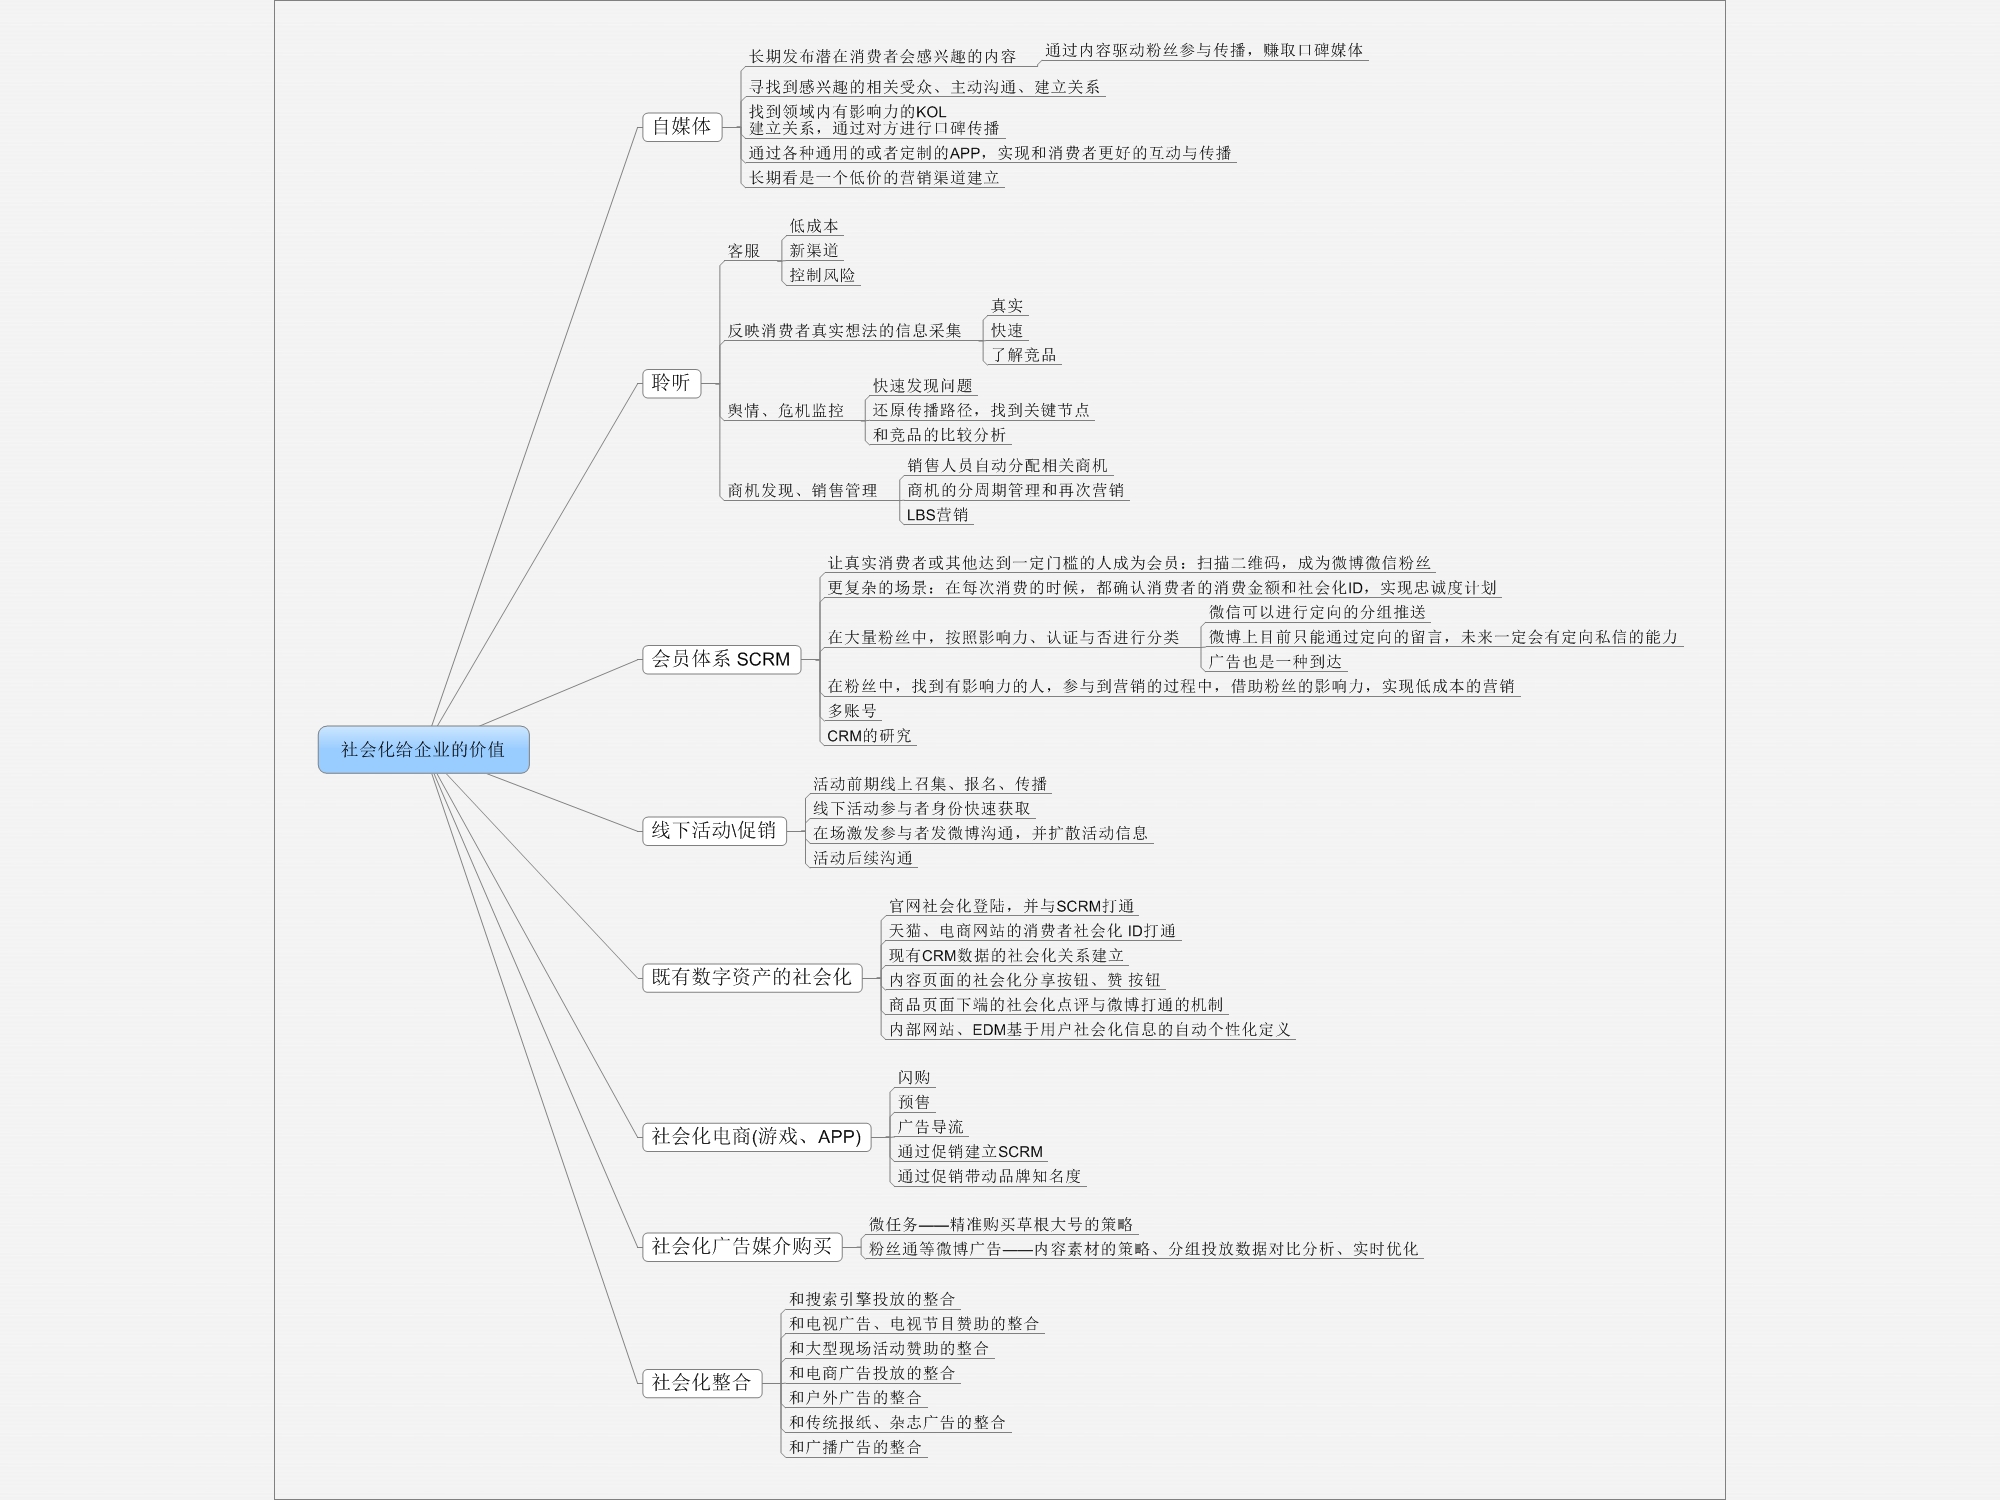 社会化给企业的价值
自媒体
长期发布潜在消费者会感兴趣的内容
通过内容驱动粉丝参与传播，赚取口碑媒体
寻找到感兴趣的相关受众、主动沟通、建立关系
找到领域内有影响力的KOL
建立关系，通过对方进行口碑传播
通过各种通用的或者定制的APP，实现和消费者更好的互动与传播
长期看是一个低价的营销渠道建立
聆听
客服
低成本
新渠道
控制风险
反映消费者真实想法的信息采集
真实
快速
了解竞品
舆情、危机监控
快速发现问题
还原传播路径，找到关键节点
和竞品的比较分析
商机发现、销售管理
销售人员自动分配相关商机
商机的分周期管理和再次营销
LBS营销
会员体系 SCRM
让真实消费者或其他达到一定门槛的人成为会员：扫描二维码，成为微博微信粉丝
更复杂的场景：在每次消费的时候，都确认消费者的消费金额和社会化ID，实现忠诚度计划
在大量粉丝中，按照影响力、认证与否进行分类
微信可以进行定向的分组推送
微博上目前只能通过定向的留言，未来一定会有定向私信的能力
广告也是一种到达
在粉丝中，找到有影响力的人，参与到营销的过程中，借助粉丝的影响力，实现低成本的营销
多账号
CRM的研究
线下活动\促销
活动前期线上召集、报名、传播
线下活动参与者身份快速获取
在场激发参与者发微博沟通，并扩散活动信息
活动后续沟通
既有数字资产的社会化
官网社会化登陆，并与SCRM打通
天猫、电商网站的消费者社会化 ID打通
现有CRM数据的社会化关系建立
内容页面的社会化分享按钮、赞 按钮
商品页面下端的社会化点评与微博打通的机制
内部网站、EDM基于用户社会化信息的自动个性化定义
社会化电商(游戏、APP)
闪购
预售
广告导流
通过促销建立SCRM
通过促销带动品牌知名度
社会化广告媒介购买
微任务——精准购买草根大号的策略
粉丝通等微博广告——内容素材的策略、分组投放数据对比分析、实时优化
社会化整合
和搜索引擎投放的整合
和电视广告、电视节目赞助的整合
和大型现场活动赞助的整合
和电商广告投放的整合
和户外广告的整合
和传统报纸、杂志广告的整合
和广播广告的整合